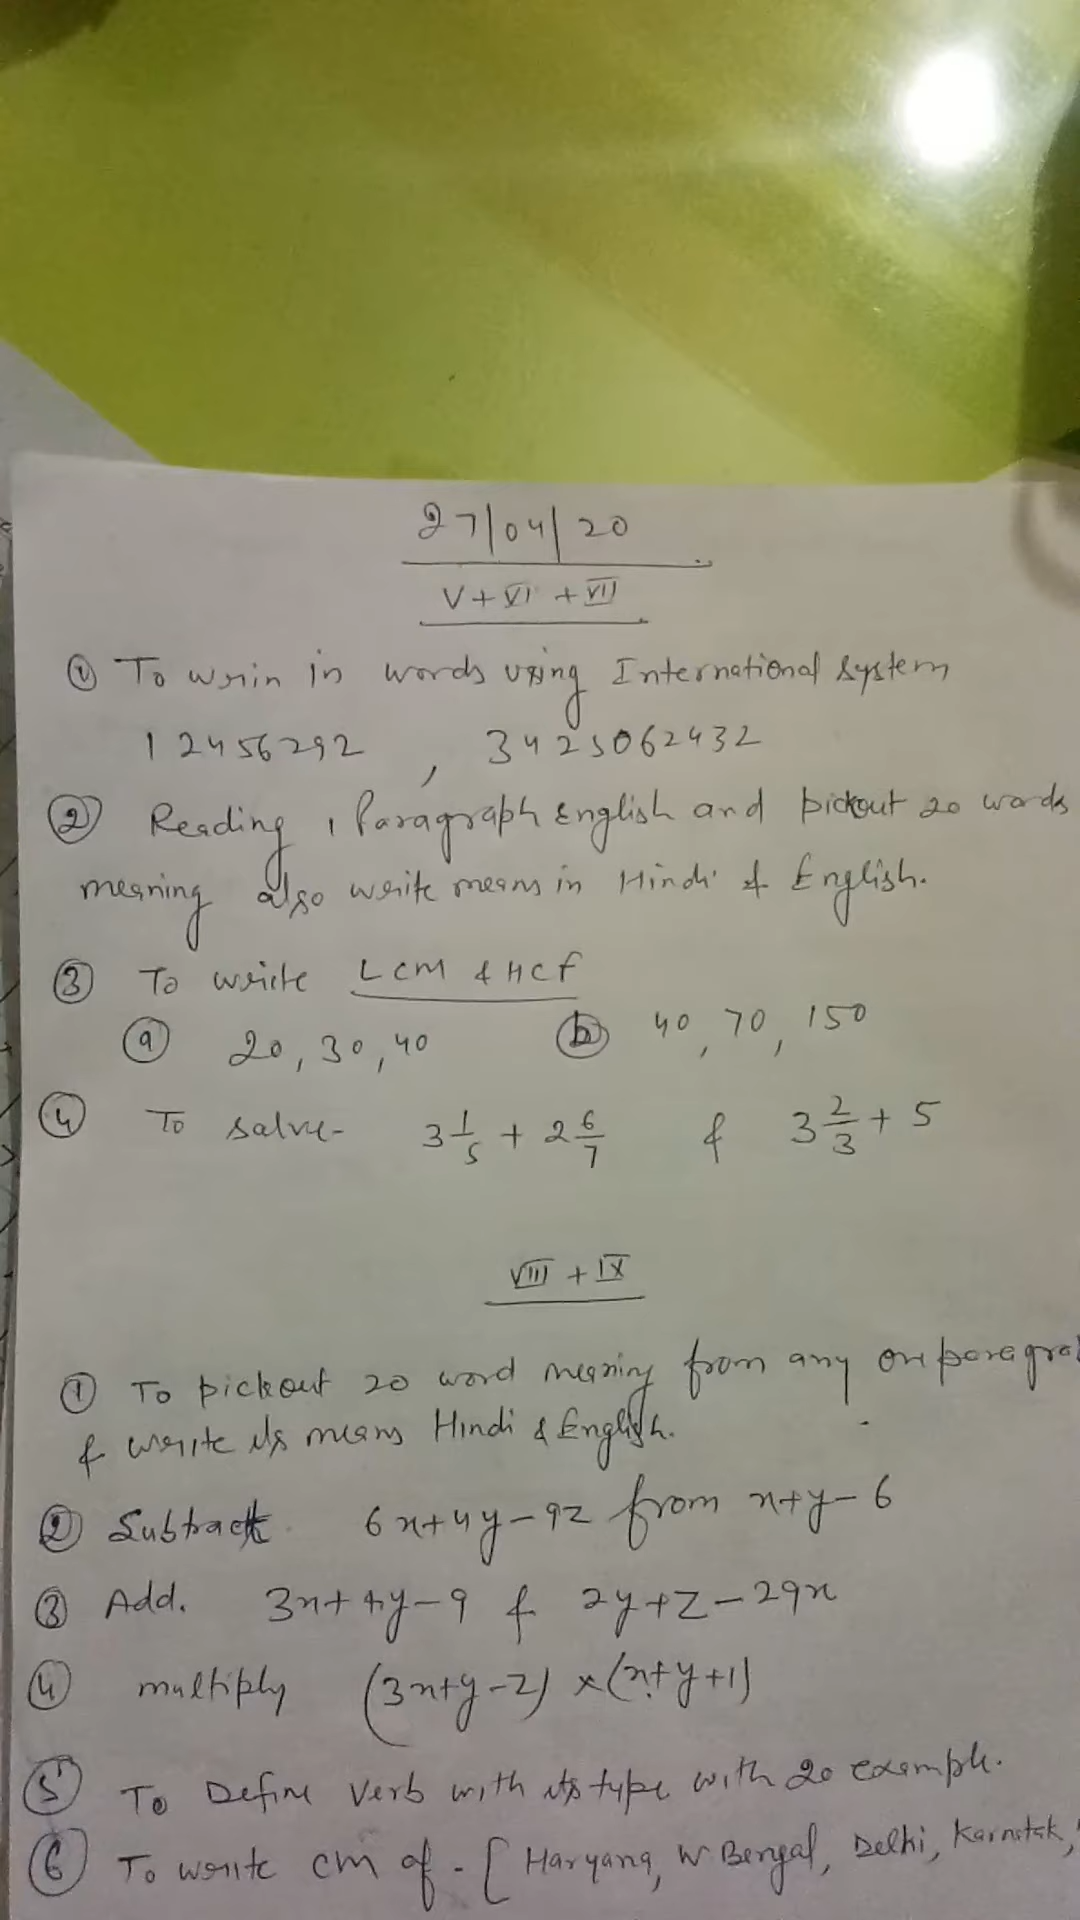 27/04/20
V + VI + VII
① To wrin in words using International system
12456292 , 3425062432
② Reading 1 Paragraph English and pickout 20 words
meaning also write means in Hindi & English.
③ To write LCM & HCF
ⓐ 20, 30, 40 ⓑ 40, 70, 150
④ To salve- 3 1/5 + 2 6/7 & 3 2/3 + 5
VIII + IX
① To pickout 20 word meaning from any one paragra
& write its means Hindi & English.
② Subtract 6x+4y-9z from x+y-6
③ Add. 3x+4y-9 & 2y+z-29x
④ multiply (3x+y-2) × (x+y+1)
⑤ To Define Verb with its type with 20 example.
⑥ To write cm of - [ Haryana, W Bengal, Delhi, Karnatak,